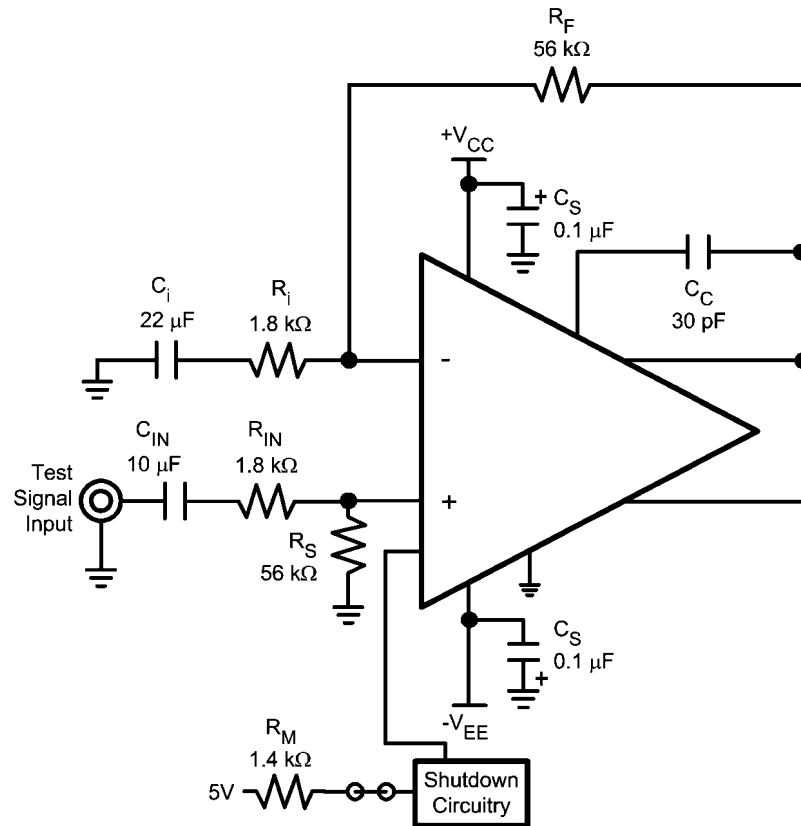 R_F
56 kΩ
+V_CC
+ C_S
0.1 μF
C_i
22 μF
R_i
1.8 kΩ
C_C
30 pF
-
C_IN
10 μF
R_IN
1.8 kΩ
Test
Signal
Input
+
R_S
56 kΩ
C_S
0.1 μF
+
-V_EE
R_M
1.4 kΩ
5V
Shutdown
Circuitry